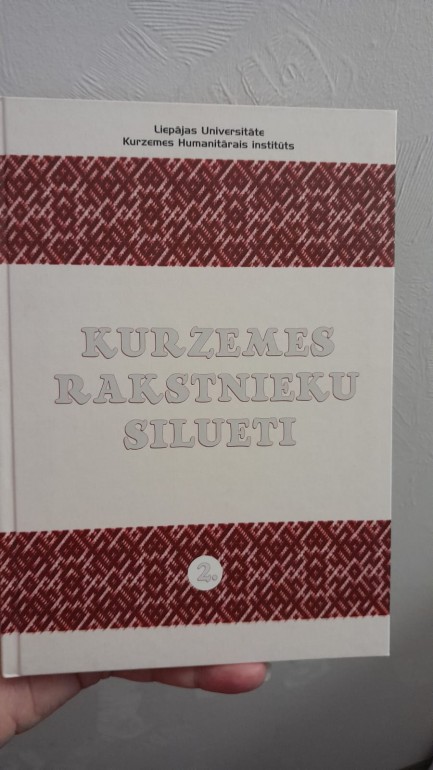 Liepājas Universitāte
Kurzemes Humanitārais institūts
KURZEMES
RAKSTNIEKU
SILUETI
2.